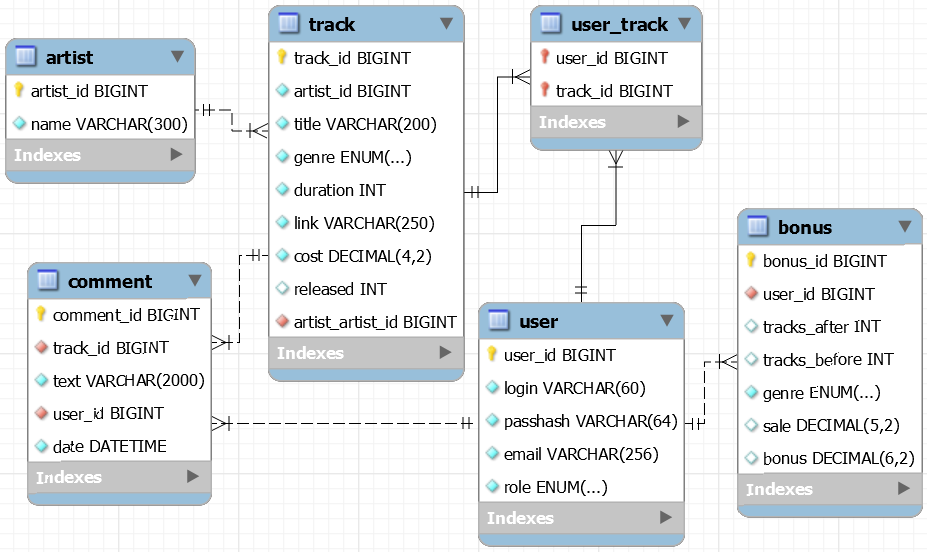 artist
artist_id BIGINT
name VARCHAR(300)
Indexes
track
track_id BIGINT
artist_id BIGINT
title VARCHAR(200)
genre ENUM(...)
duration INT
link VARCHAR(250)
cost DECIMAL(4,2)
released INT
artist_artist_id BIGINT
Indexes
user_track
user_id BIGINT
track_id BIGINT
Indexes
comment
comment_id BIGINT
track_id BIGINT
text VARCHAR(2000)
user_id BIGINT
date DATETIME
Indexes
user
user_id BIGINT
login VARCHAR(60)
passhash VARCHAR(64)
email VARCHAR(256)
role ENUM(...)
Indexes
bonus
bonus_id BIGINT
user_id BIGINT
tracks_after INT
tracks_before INT
genre ENUM(...)
sale DECIMAL(5,2)
bonus DECIMAL(6,2)
Indexes